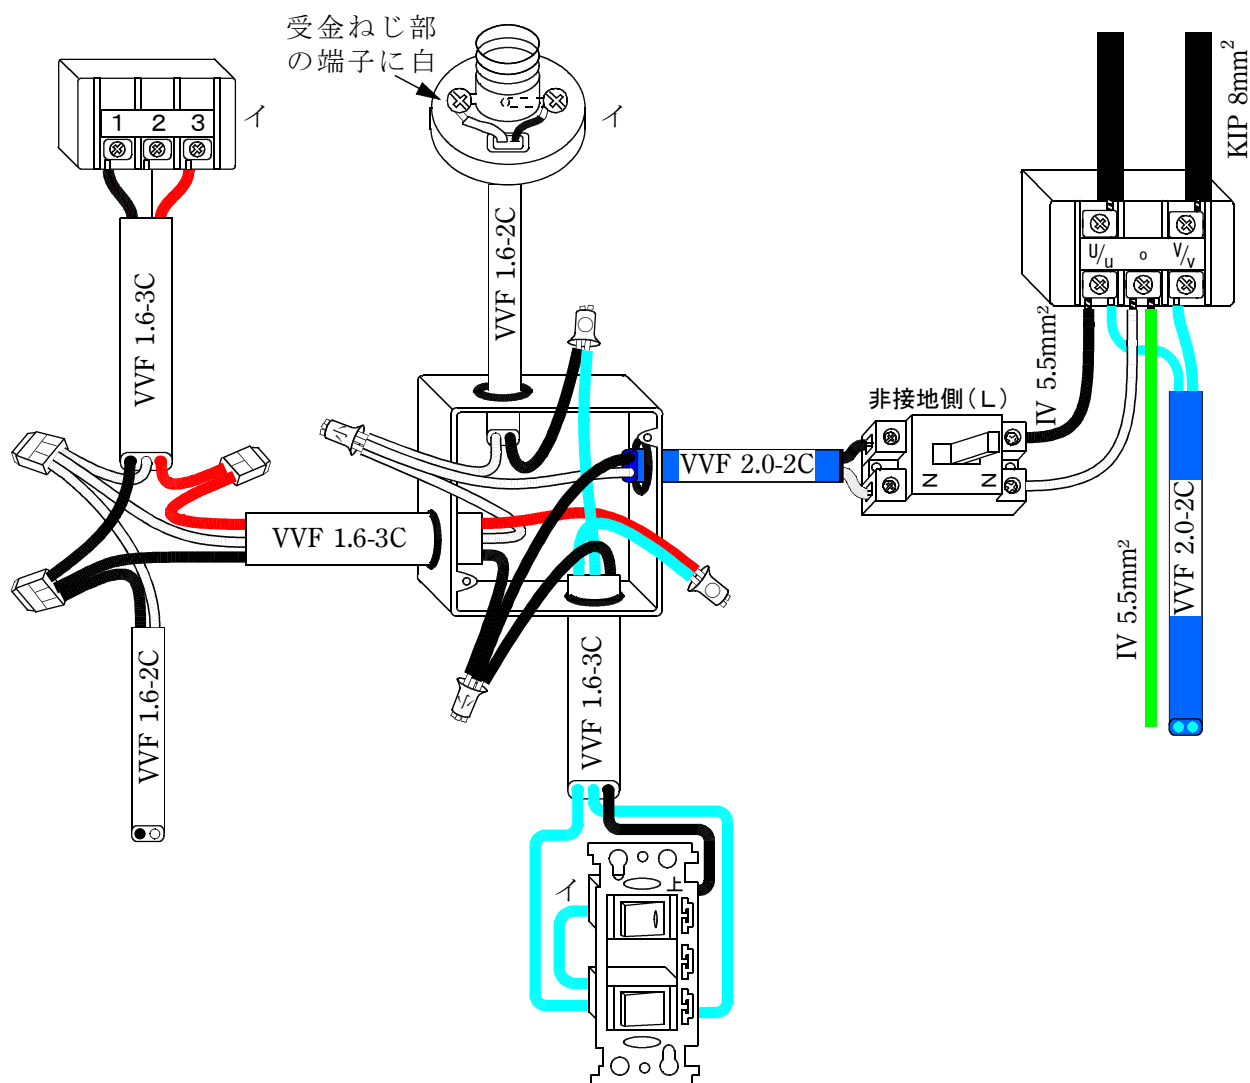 受金ねじ部
の端子に白
イ
1 2 3
イ
KIP 8mm²
U/u o V/v
VVF 1.6-2C
VVF 1.6-3C
IV 5.5mm²
非接地側(L)
VVF 2.0-2C
N N
VVF 1.6-3C
VVF 2.0-2C
IV 5.5mm²
VVF 1.6-2C
VVF 1.6-3C
イ
上